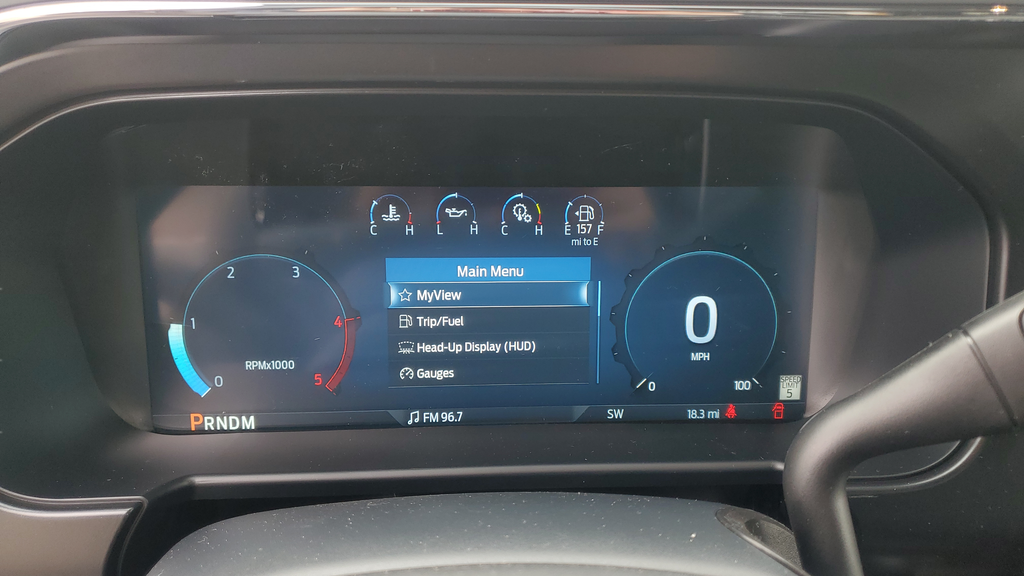 C H
L H
C H
E 157 F
mi to E
Main Menu
MyView
Trip/Fuel
Head-Up Display (HUD)
Gauges
0
1
2
3
4
5
RPMx1000
0
MPH
0
100
SPEED
LIMIT
5
PRNDM
FM 96.7
SW
18.3 mi